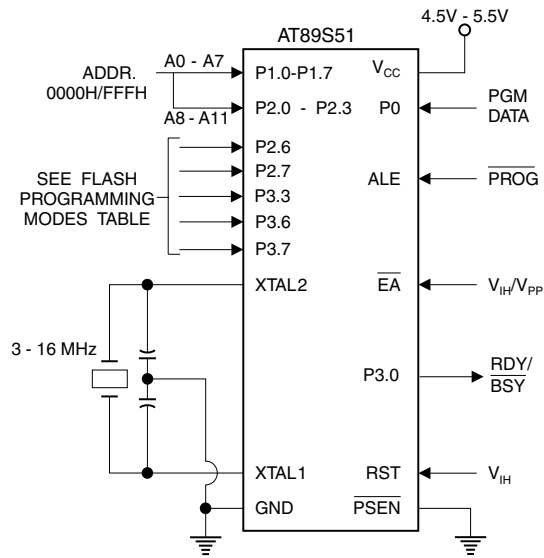 AT89S51
4.5V - 5.5V
ADDR.
0000H/FFFH
A0 - A7
A8 - A11
P1.0-P1.7
P2.0 - P2.3
P2.6
P2.7
P3.3
P3.6
P3.7
SEE FLASH
PROGRAMMING
MODES TABLE
XTAL2
3 - 16 MHz
XTAL1
GND
VCC
P0
PGM
DATA
ALE
PROG
EA
VIH/VPP
P3.0
RDY/
BSY
RST
VIH
PSEN